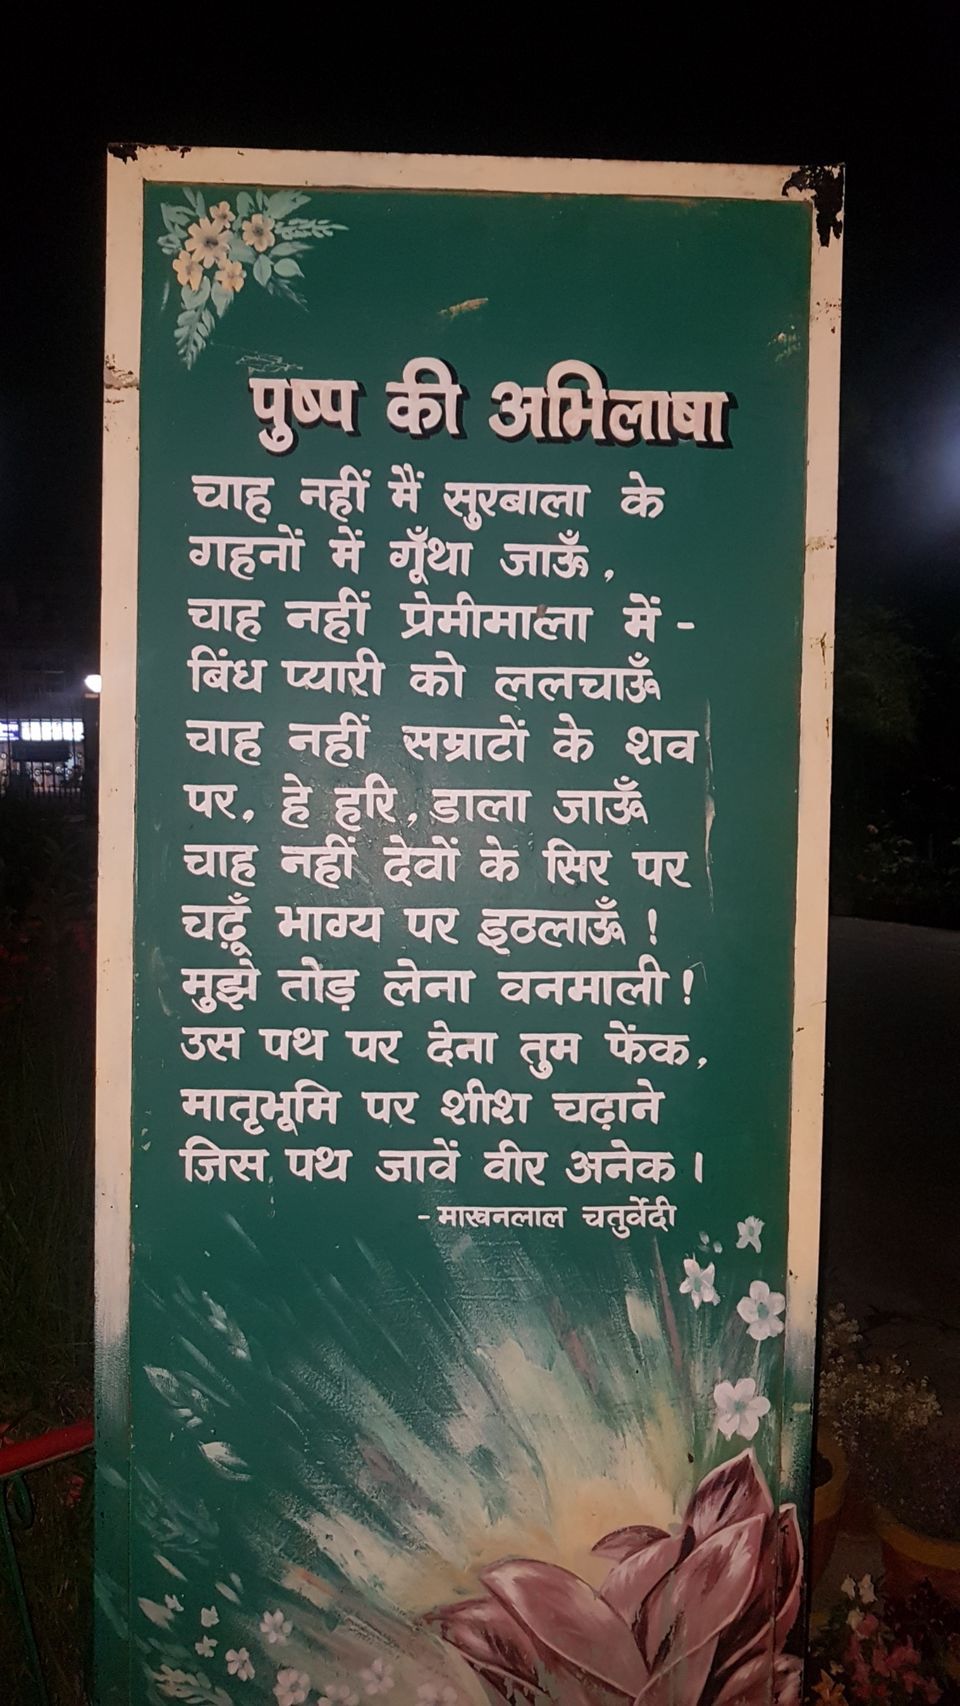 पुष्प की अभिलाषा
चाह नहीं मैं सुरबाला के
गहनों में गूँथा जाऊँ,
चाह नहीं प्रेमीमाला में -
बिंध प्यारी को ललचाऊँ
चाह नहीं सम्राटों के शव
पर, हे हरि, डाला जाऊँ
चाह नहीं देवों के सिर पर
चढ़ूँ भाग्य पर इठलाऊँ !
मुझे तोड़ लेना वनमाली !
उस पथ पर देना तुम फेंक,
मातृभूमि पर शीश चढ़ाने
जिस पथ जावें वीर अनेक ।
- माखनलाल चतुर्वेदी